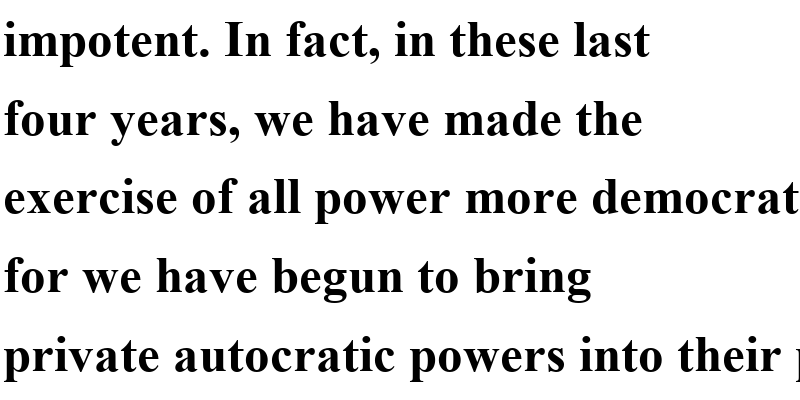 impotent. In fact, in these last
four years, we have made the
exercise of all power more democrat
for we have begun to bring
private autocratic powers into their